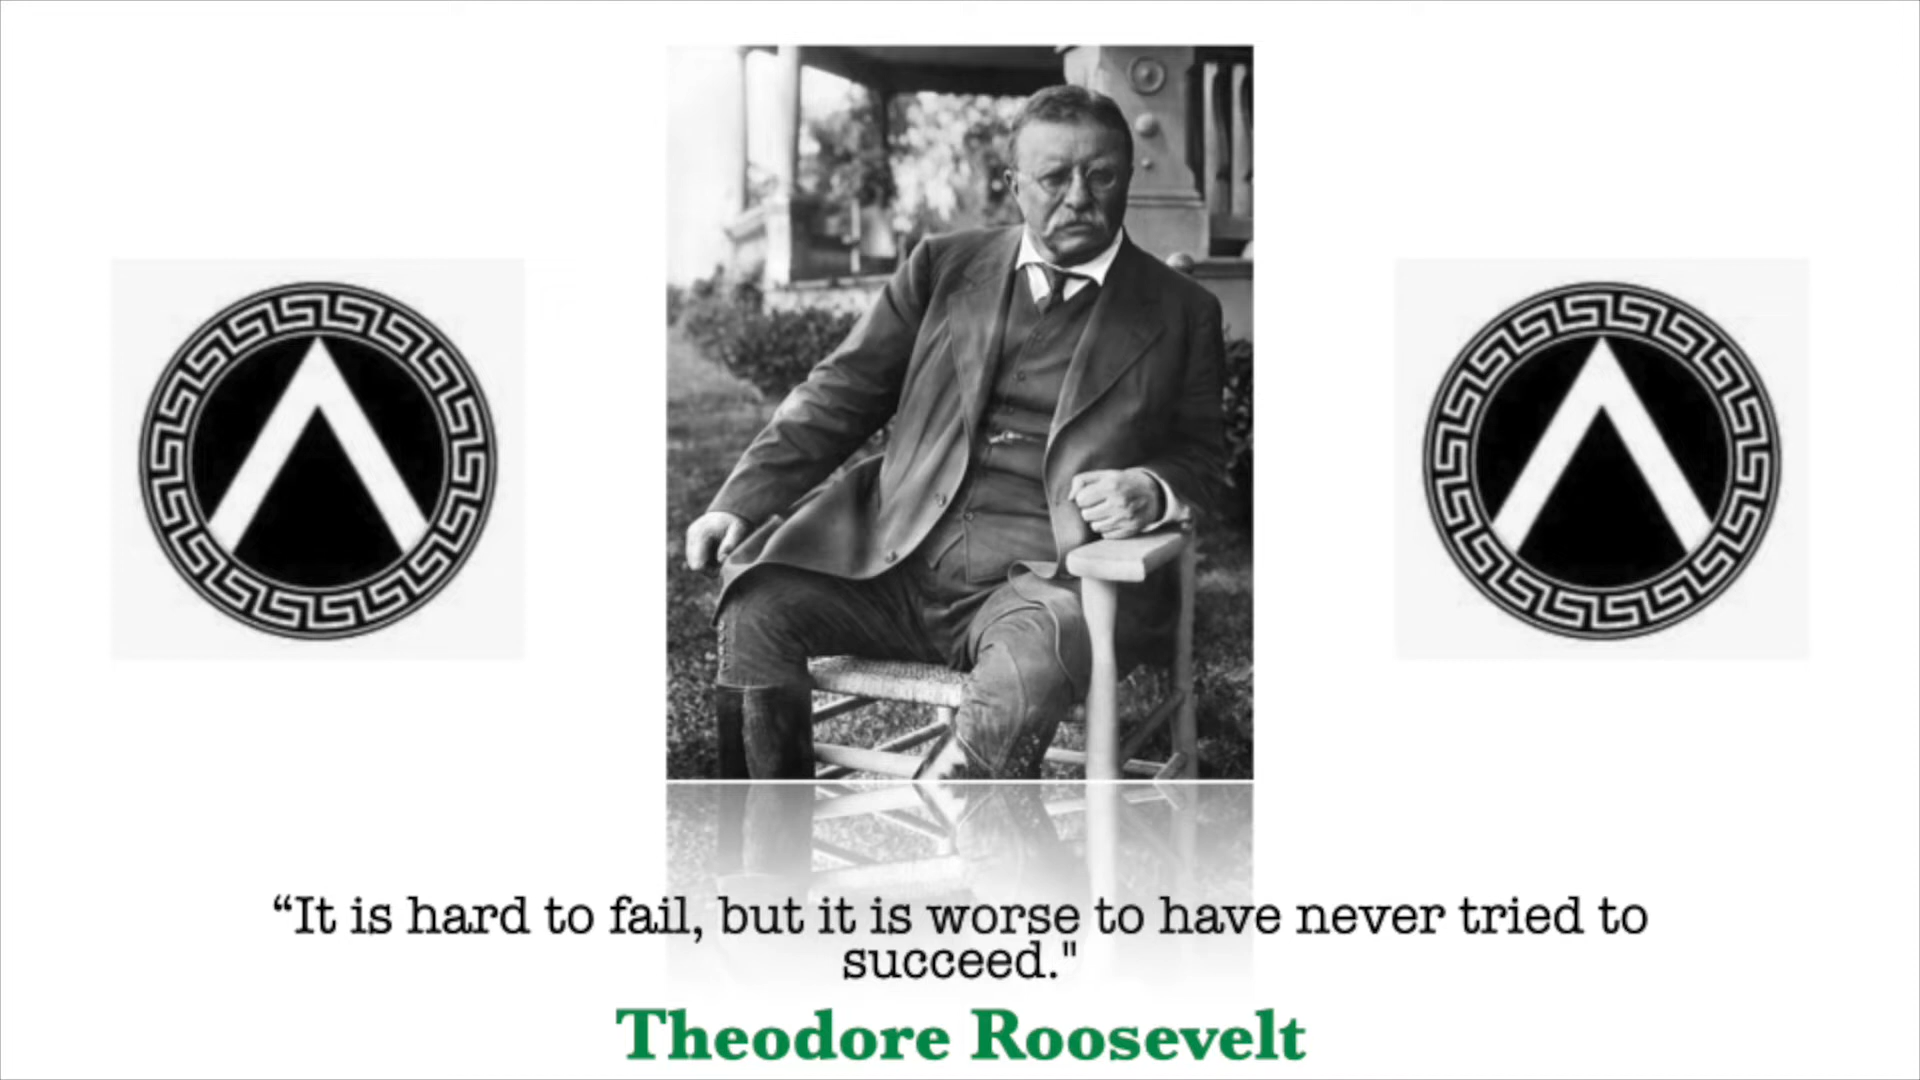 “It is hard to fail, but it is worse to have never tried to
succeed."
Theodore Roosevelt